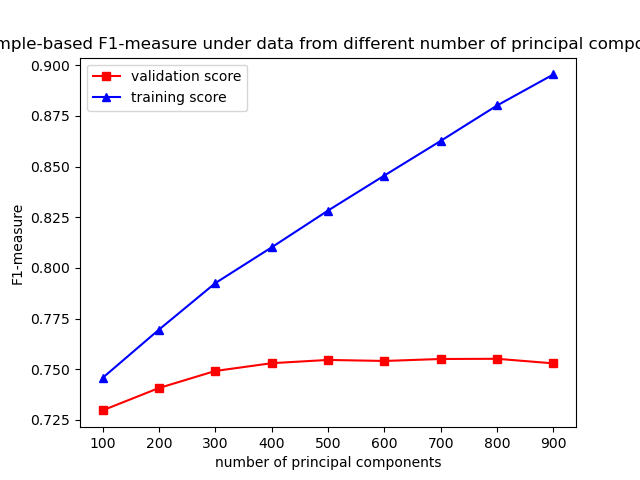 mple-based F1-measure under data from different number of principal compo
0.900
0.875
0.850
0.825
0.800
0.775
0.750
0.725
F1-measure
validation score
training score
100 200 300 400 500 600 700 800 900
number of principal components